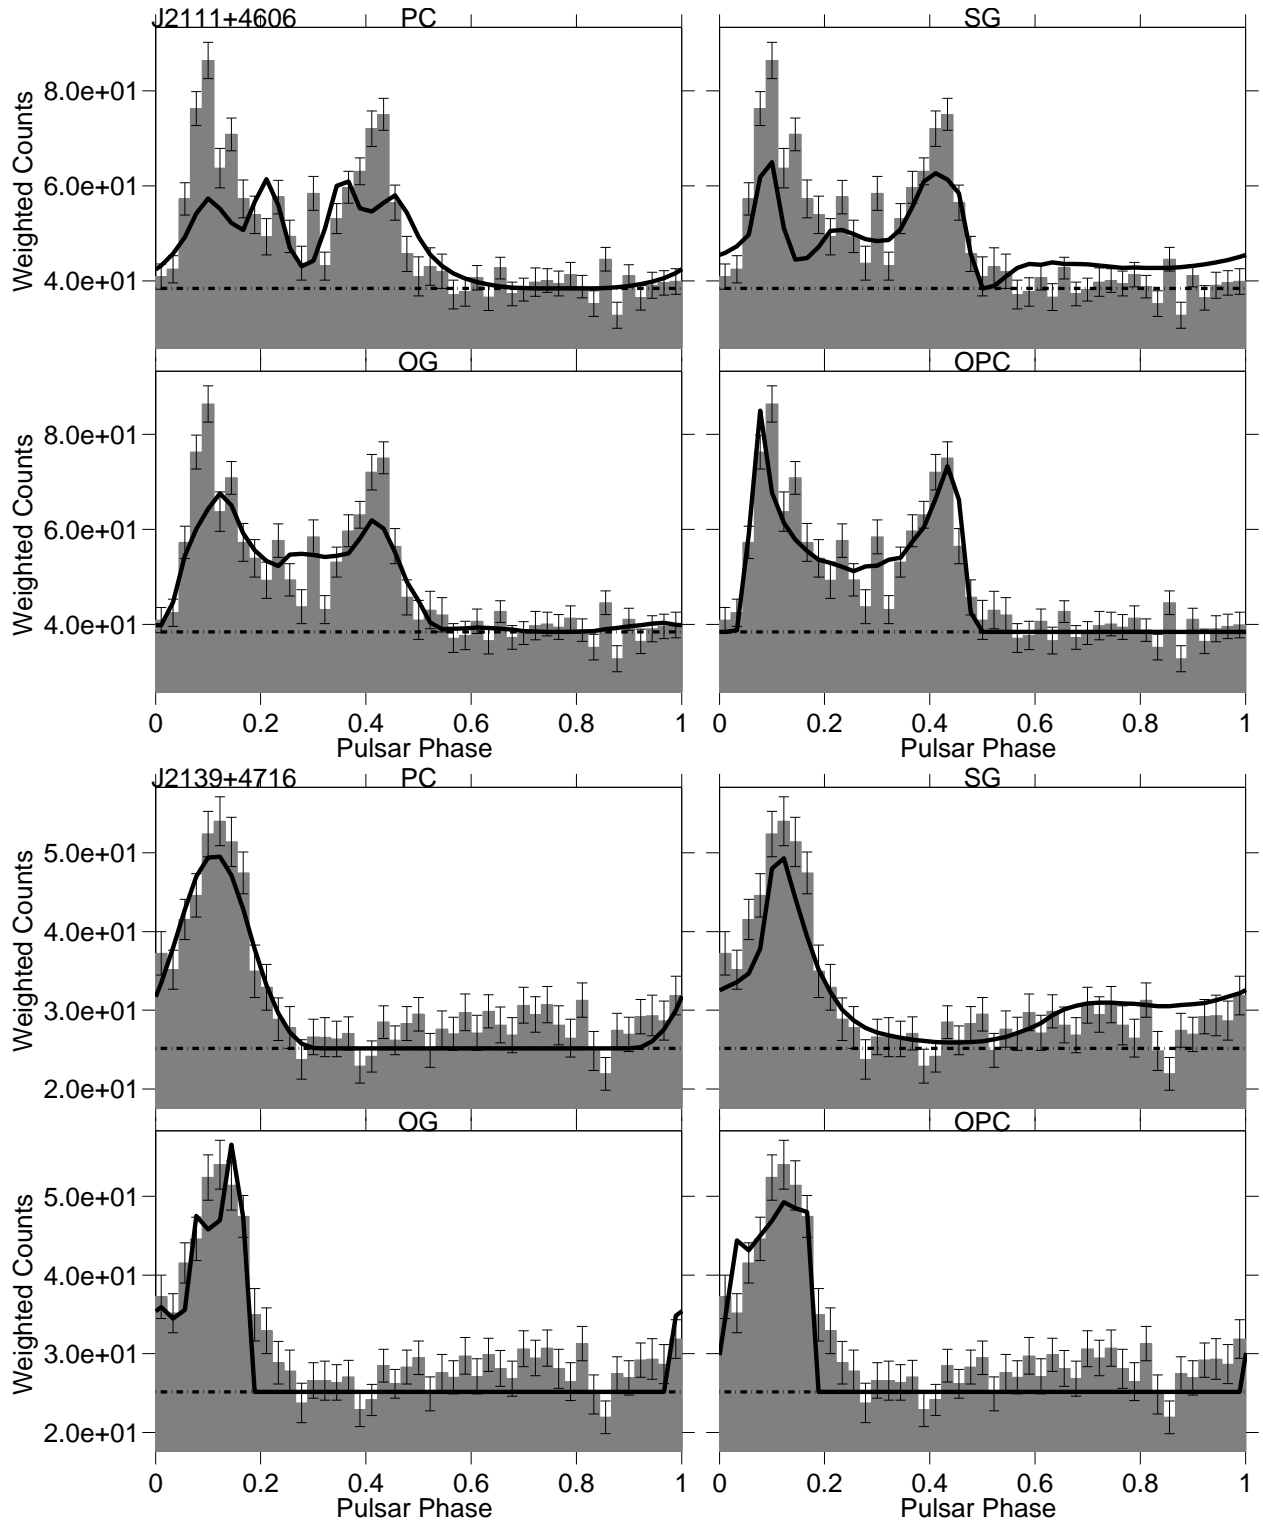 J2111+4606 PC SG
8.0e+01
6.0e+01
4.0e+01
Weighted Counts
OG OPC
8.0e+01
6.0e+01
4.0e+01
Weighted Counts
0 0.2 0.4 0.6 0.8 1 0 0.2 0.4 0.6 0.8 1
Pulsar Phase Pulsar Phase
J2139+4716 PC SG
5.0e+01
4.0e+01
3.0e+01
2.0e+01
Weighted Counts
OG OPC
5.0e+01
4.0e+01
3.0e+01
2.0e+01
Weighted Counts
0 0.2 0.4 0.6 0.8 1 0 0.2 0.4 0.6 0.8 1
Pulsar Phase Pulsar Phase